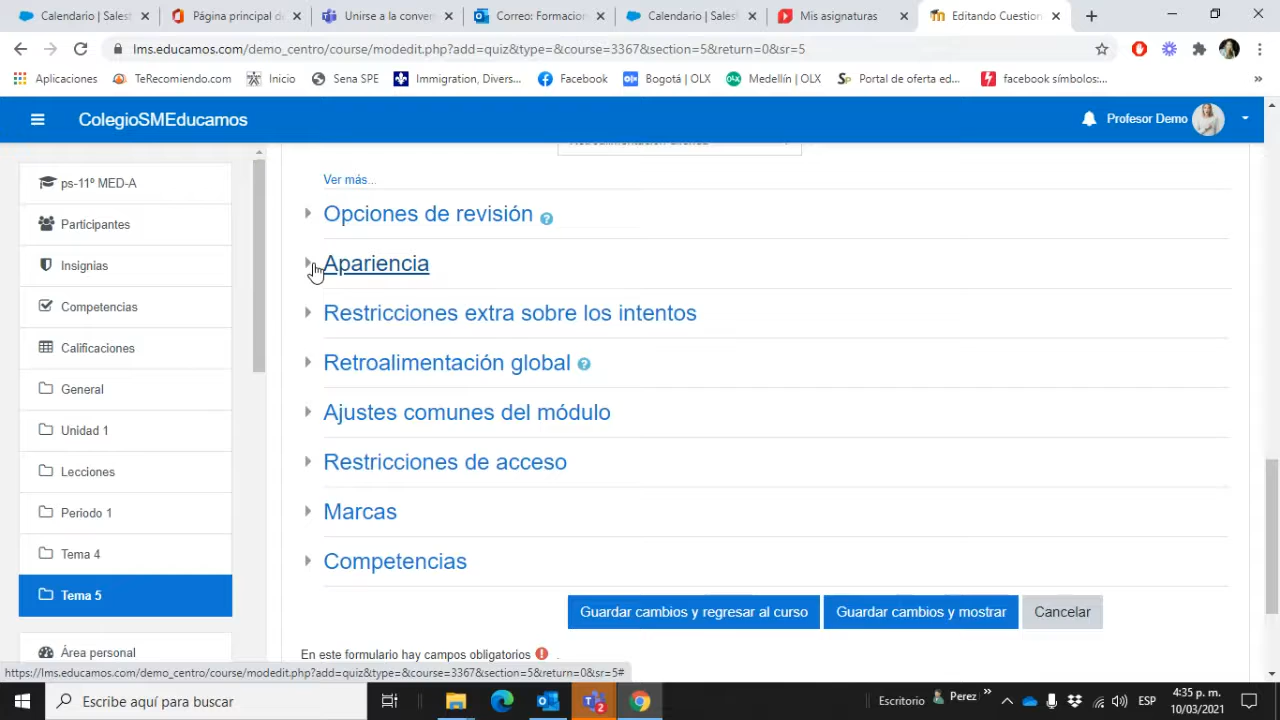 Calendario | Sales
Página principal d
Unirse a la conver
Correo: Formacion
Calendario | Sales
Mis asignaturas
Editando Cuestion
lms.educamos.com/demo_centro/course/modedit.php?add=quiz&type=&course=3367&section=5&return=0&sr=5
Aplicaciones
TeRecomiendo.com
Inicio
Sena SPE
Immigration, Divers...
Facebook
Bogotá | OLX
Medellín | OLX
Portal de oferta ed...
facebook símbolos:...
ColegioSMEducamos
Profesor Demo
ps-11º MED-A
Participantes
Insignias
Competencias
Calificaciones
General
Unidad 1
Lecciones
Periodo 1
Tema 4
Tema 5
Área personal
Ver más...
Opciones de revisión
Apariencia
Restricciones extra sobre los intentos
Retroalimentación global
Ajustes comunes del módulo
Restricciones de acceso
Marcas
Competencias
Guardar cambios y regresar al curso
Guardar cambios y mostrar
Cancelar
En este formulario hay campos obligatorios
https://lms.educamos.com/demo_centro/course/modedit.php?add=quiz&type=&course=3367&section=5&return=0&sr=5#
Escribe aquí para buscar
Escritorio
Perez
ESP
4:35 p. m.
10/03/2021